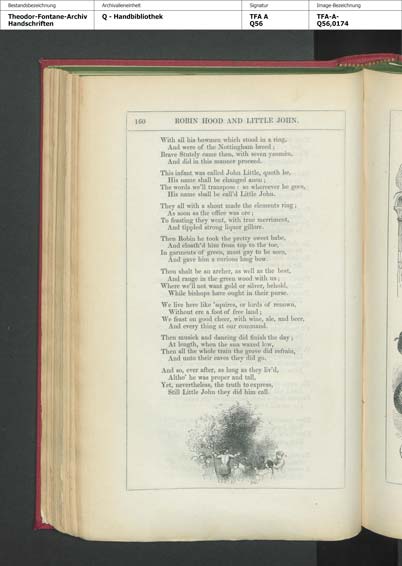 Bestandsbezeichnung
Archivalieneinheit
Signatur
Image-Bezeichnung
Theodor-Fontane-Archiv
Handschriften
Q - Handbibliothek
TFA A
Q56
TFA-A-
Q56,0174
160
ROBIN HOOD AND LITTLE JOHN.
With all his bowmen which stood in a ring,
And were of the Nottingham breed;
Brave Stutely came then, with seven yeomen,
And did in this manner proceed.
This infant was called John Little, quoth he,
His name shall be changed anon;
The words we'll transpose: so wherever he goes,
His name shall be call'd Little John.
They all with a shout made the elements ring;
As soon as the office was ore;
To feasting they went, with true merriment,
And tippled strong liquor gillore.
Then Robin he took the pretty sweet babe,
And cloath'd him from top to the toe,
In garments of green, most gay to be seen,
And gave him a curious long bow.
Thou shalt be an archer, as well as the best,
And range in the green wood with us;
Where we'll not want gold or silver, behold,
While bishops have ought in their purse.
We live here like 'squires, or lords of renown,
Without ere a foot of free land;
We feast on good cheer, with wine, ale, and beer,
And every thing at our command.
Then musick and dancing did finish the day;
At length, when the sun waxed low,
Then all the whole train the grove did refrain,
And unto their caves they did go.
And so, ever after, as long as they liv'd,
Altho' he was proper and tall,
Yet, nevertheless, the truth to express,
Still Little John they did him call.